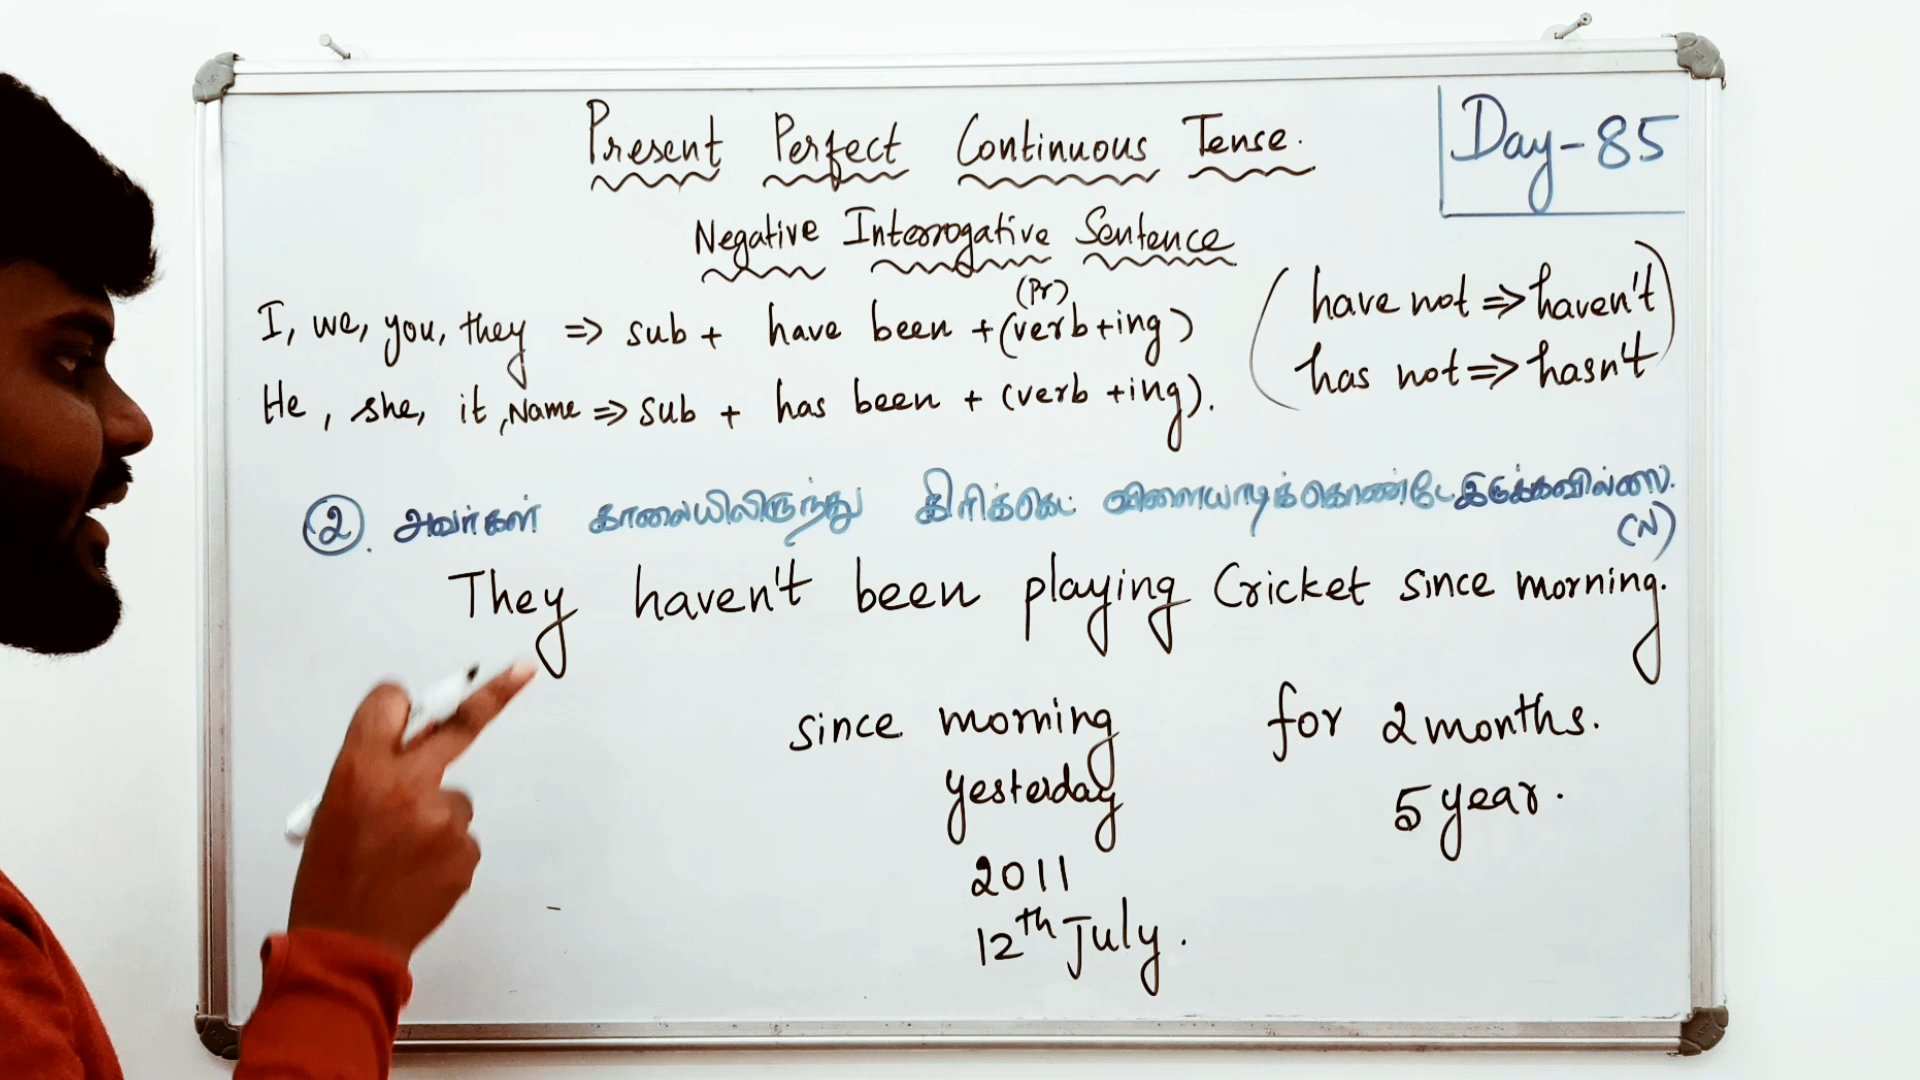 Present Perfect Continuous Tense.
Day-85
Negative Interrogative Sentence
(Pr)
I, we, you, they => sub + have been + (verb+ing)
He, she, it, Name => sub + has been + (verb +ing).
(have not => haven't
has not => hasn't)
② அவர்கள் காலையிலிருந்து கிரிக்கெட் விளையாடிக்கொண்டே இருக்கவில்லை.
(N)
They haven't been playing Cricket since morning.
since morning for 2 months.
yesterday 5 year.
2011
12th July.